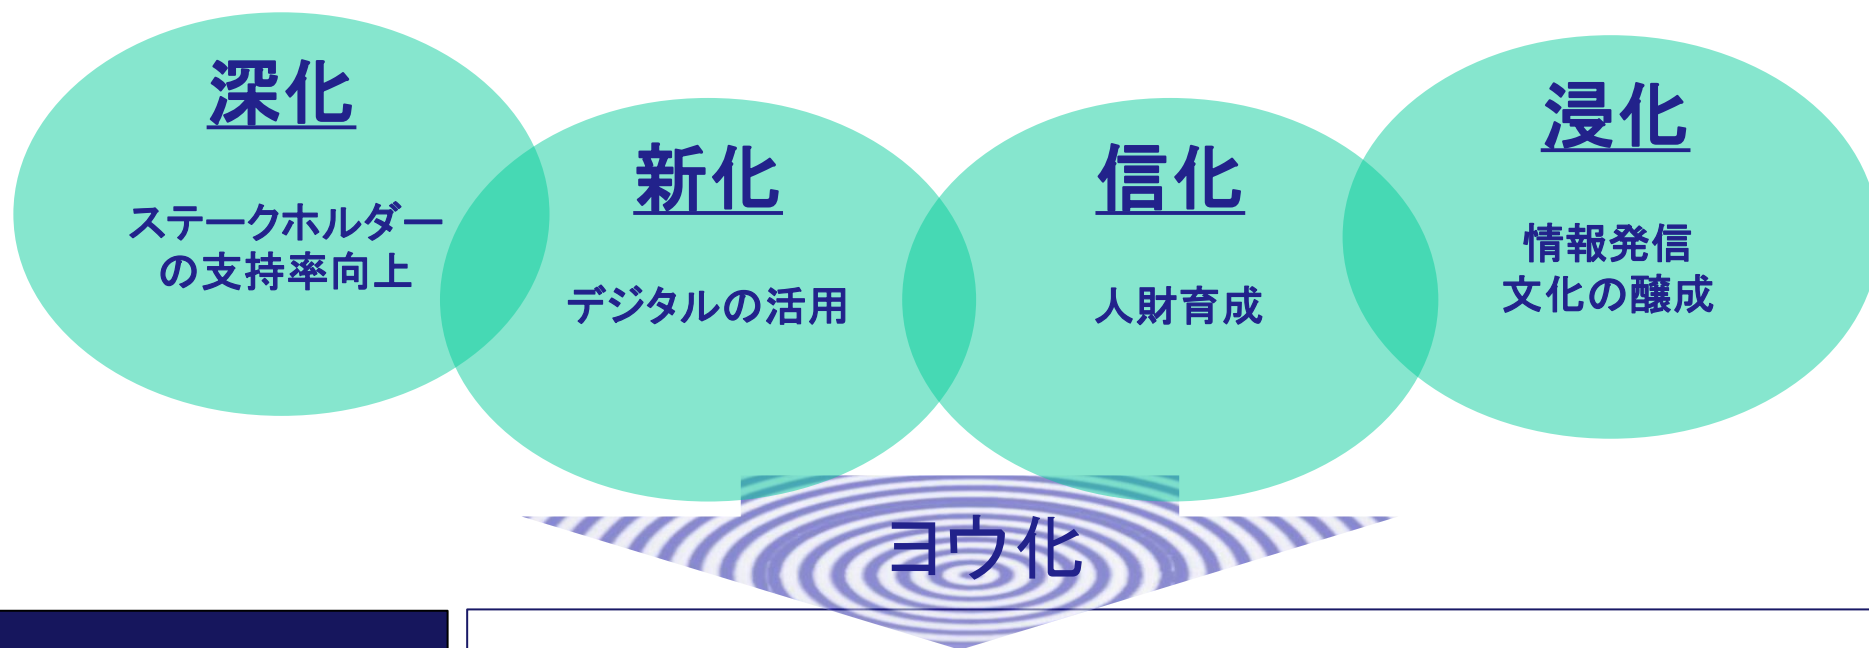 深化
ステークホルダー
の支持率向上
新化
デジタルの活用
信化
人財育成
浸化
情報発信
文化の醸成
ヨウ化